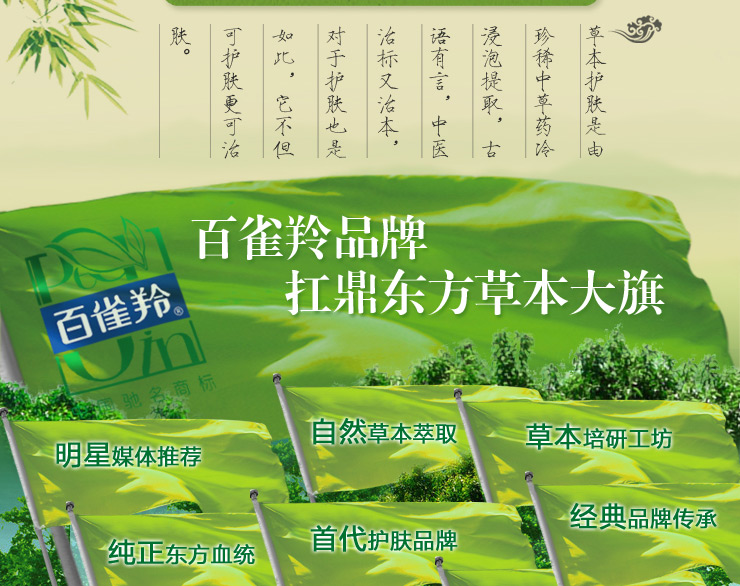 草本护肤是由
珍稀中草药冷
浸泡提取，古
语有言，中医
治标又治本，
对于护肤也是
如此，它不但
可护肤更可治
肤。
百雀羚品牌
扛鼎东方草本大旗
百雀羚®
驰名商标
自然草本萃取
明星媒体推荐
草本培研工坊
经典品牌传承
首代护肤品牌
纯正东方血统